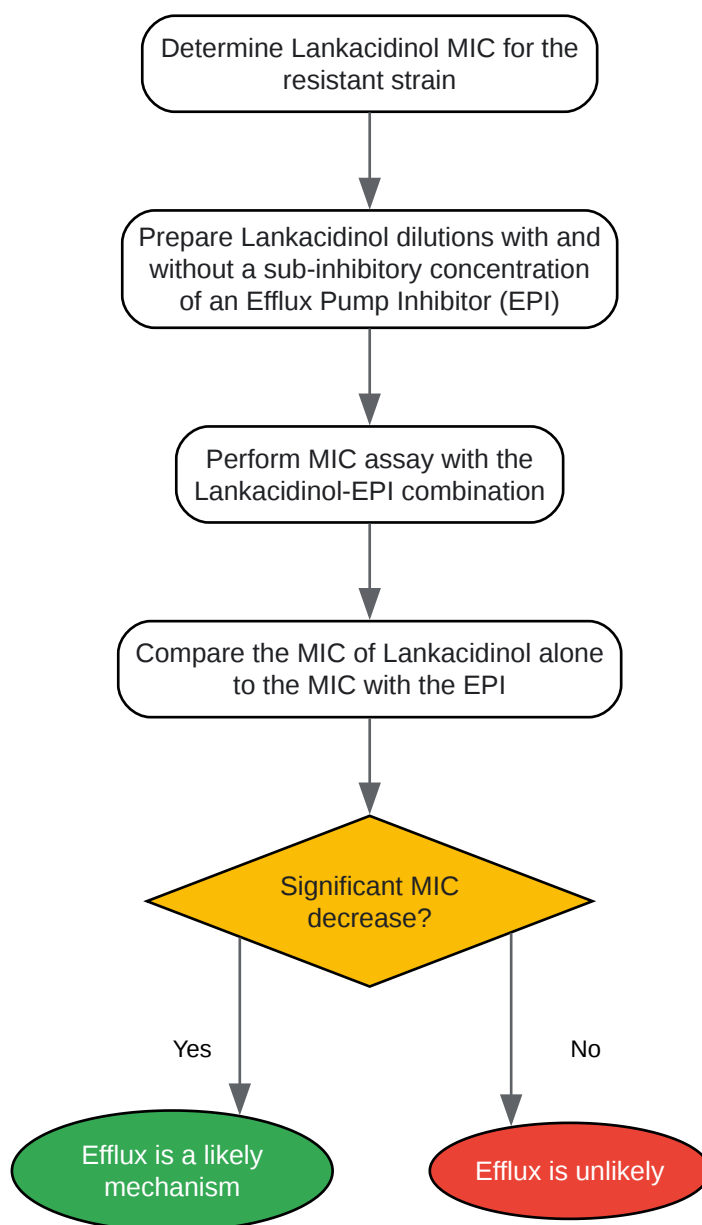 Determine Lankacidinol MIC for the
resistant strain
Prepare Lankacidinol dilutions with and
without a sub-inhibitory concentration
of an Efflux Pump Inhibitor (EPI)
Perform MIC assay with the
Lankacidinol-EPI combination
Compare the MIC of Lankacidinol alone
to the MIC with the EPI
Significant MIC
decrease?
Yes
No
Efflux is a likely
mechanism
Efflux is unlikely